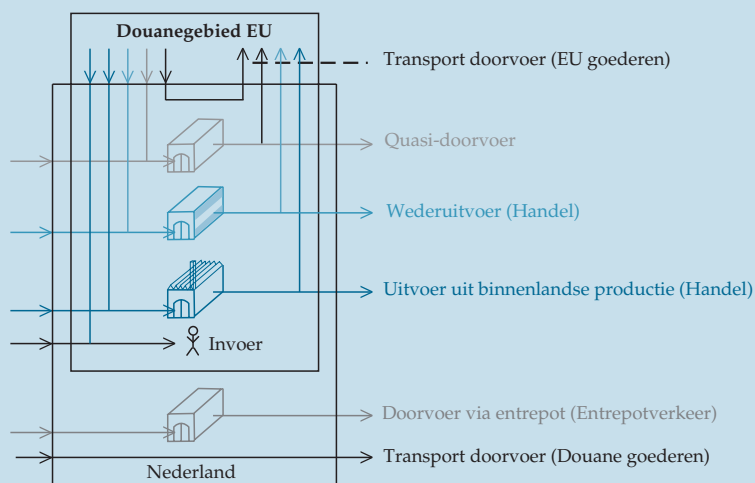 Douanegebied EU
Transport doorvoer (EU goederen)
Quasi-doorvoer
Wederuitvoer (Handel)
Uitvoer uit binnenlandse productie (Handel)
Invoer
Doorvoer via entrepot (Entrepotverkeer)
Transport doorvoer (Douane goederen)
Nederland